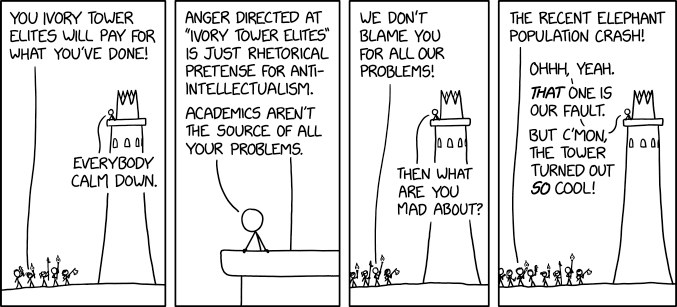 YOU IVORY TOWER
ELITES WILL PAY FOR
WHAT YOU'VE DONE!
EVERYBODY
CALM DOWN.
ANGER DIRECTED AT
"IVORY TOWER ELITES"
IS JUST RHETORICAL
PRETENSE FOR ANTI-
INTELLECTUALISM.
ACADEMICS AREN'T
THE SOURCE OF ALL
YOUR PROBLEMS.
WE DON'T
BLAME YOU
FOR ALL OUR
PROBLEMS!
THEN WHAT
ARE YOU
MAD ABOUT?
THE RECENT ELEPHANT
POPULATION CRASH!
OHHH, YEAH.
THAT ONE IS
OUR FAULT.
BUT C'MON,
THE TOWER
TURNED OUT
SO COOL!